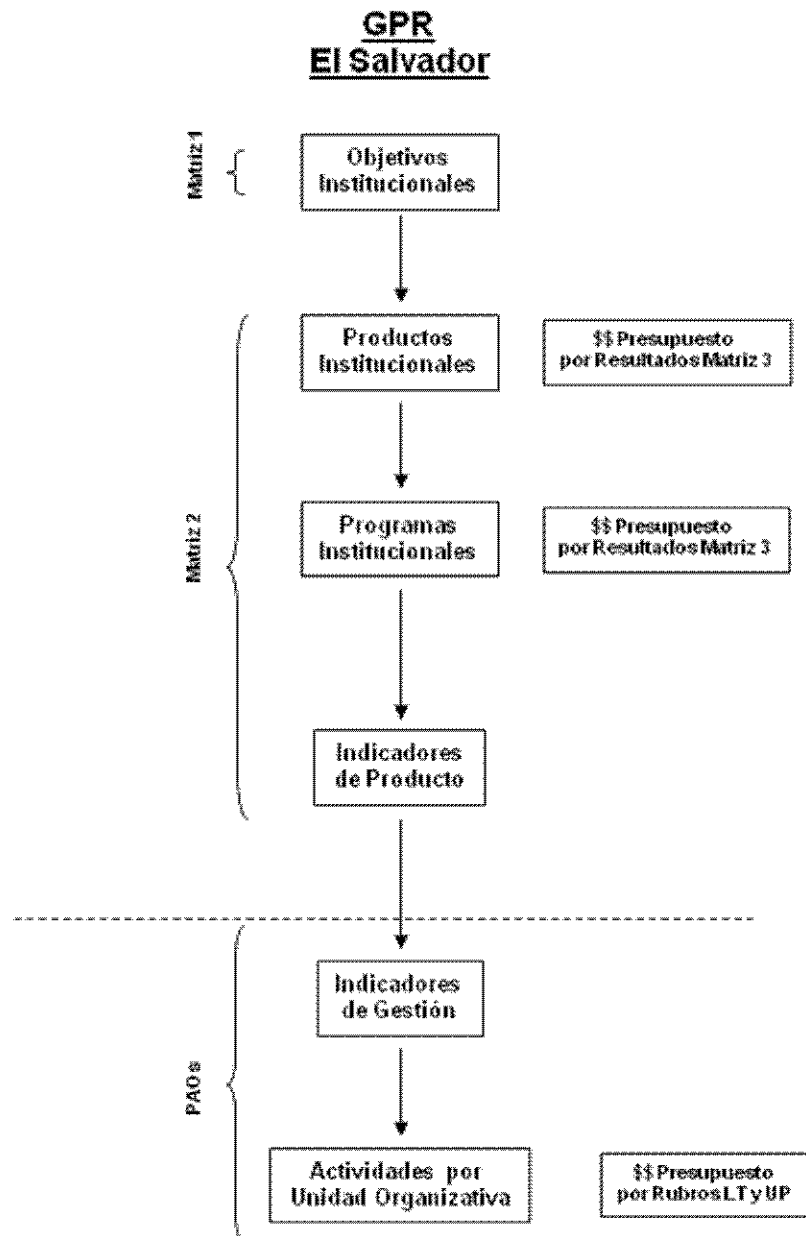 GPR
El Salvador
Matriz 1
Objetivos
Institucionales
Productos
Institucionales
$$ Presupuesto
por Resultados Matriz 3
Matriz 2
Programas
Institucionales
$$ Presupuesto
por Resultados Matriz 3
Indicadores
de Producto
PAOs
Indicadores
de Gestión
Actividades por
Unidad Organizativa
$$ Presupuesto
por Rubros LT y UP